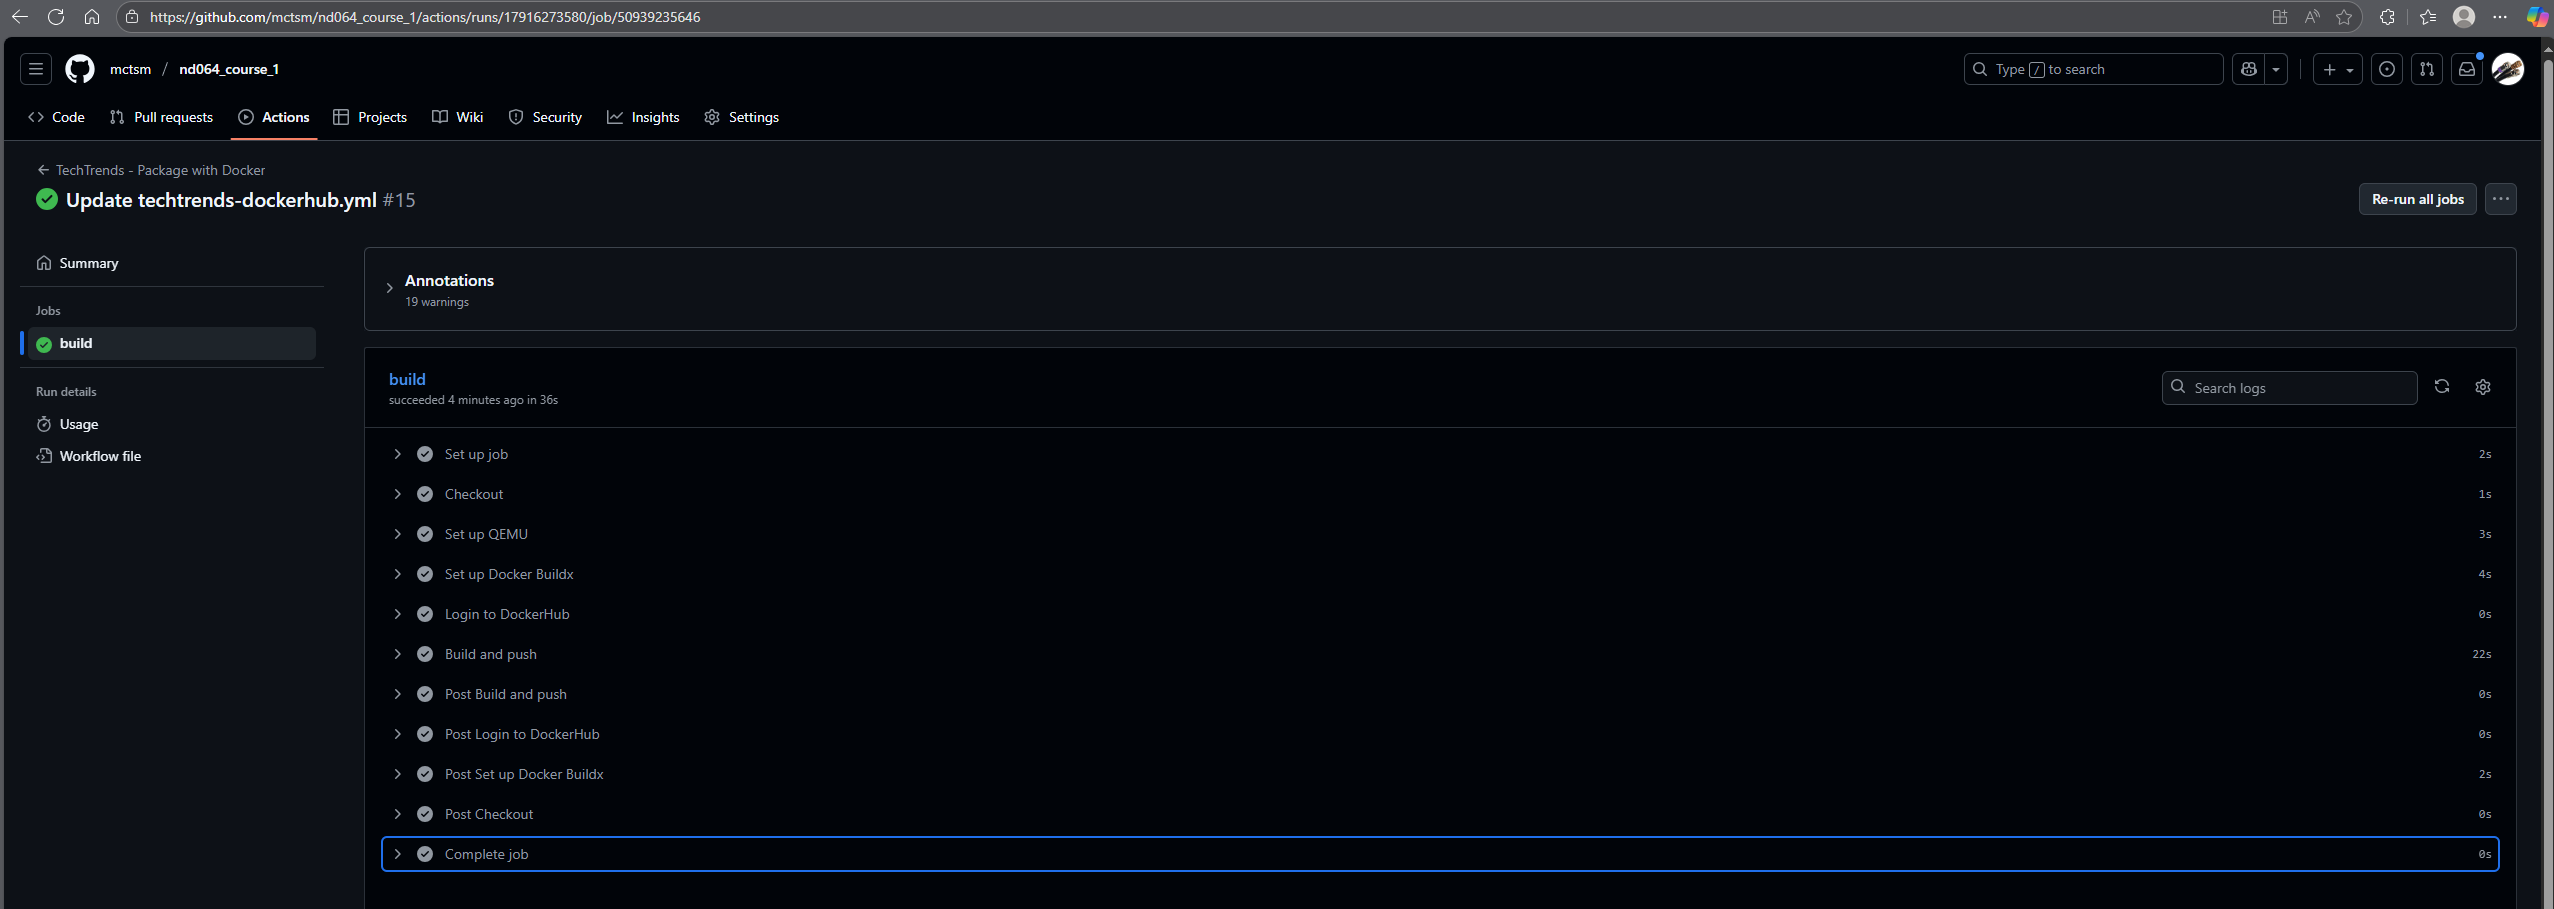 https://github.com/mctsm/nd064_course_1/actions/runs/17916273580/job/50939235646
mctsm / nd064_course_1
Type / to search
Code
Pull requests
Actions
Projects
Wiki
Security
Insights
Settings
TechTrends - Package with Docker
Update techtrends-dockerhub.yml #15
Re-run all jobs
Summary
Jobs
build
Run details
Usage
Workflow file
Annotations
19 warnings
build
succeeded 4 minutes ago in 36s
Search logs
Set up job 2s
Checkout 1s
Set up QEMU 3s
Set up Docker Buildx 4s
Login to DockerHub 0s
Build and push 22s
Post Build and push 0s
Post Login to DockerHub 0s
Post Set up Docker Buildx 2s
Post Checkout 0s
Complete job 0s